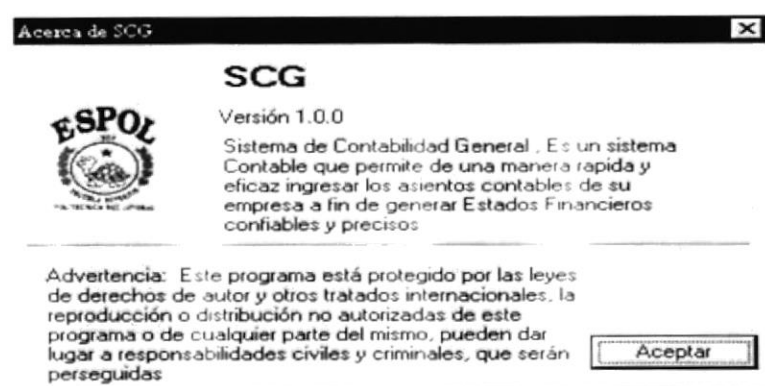 Acerca de SCG
SCG
Versión 1.0.0
ESPOL
Sistema de Contabilidad General . Es un sistema
Contable que permite de una manera rapida y
eficaz ingresar los asientos contables de su
empresa a fin de generar Estados Financieros
confiables y precisos
Advertencia: Este programa está protegido por las leyes
de derechos de autor y otros tratados internacionales, la
reproducción o distribución no autorizadas de este
programa o de cualquier parte del mismo, pueden dar
lugar a responsabilidades civiles y criminales, que serán
perseguidas
Aceptar